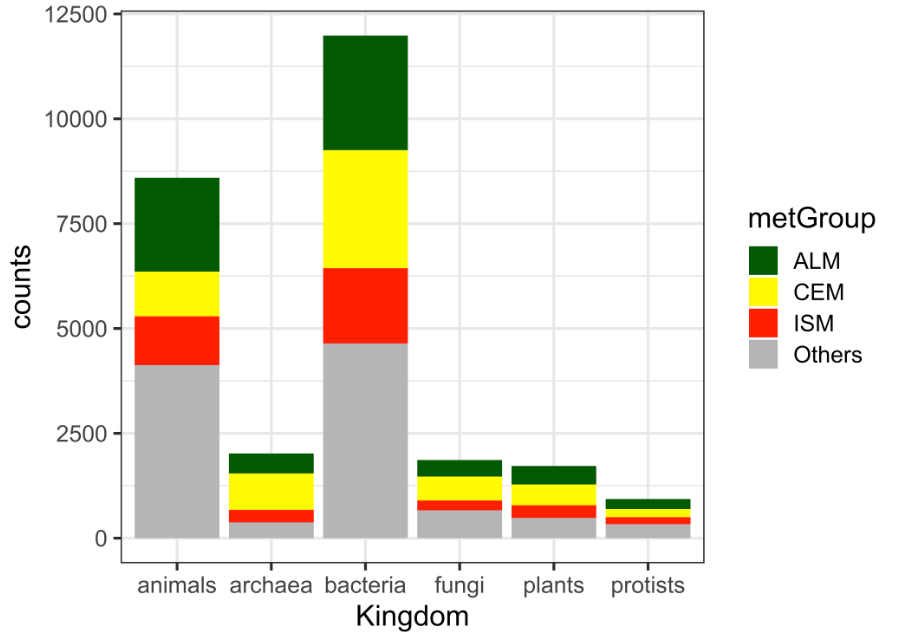 12500
10000
7500
5000
2500
0
counts
animals archaea bacteria fungi plants protists
Kingdom
metGroup
ALM
CEM
ISM
Others